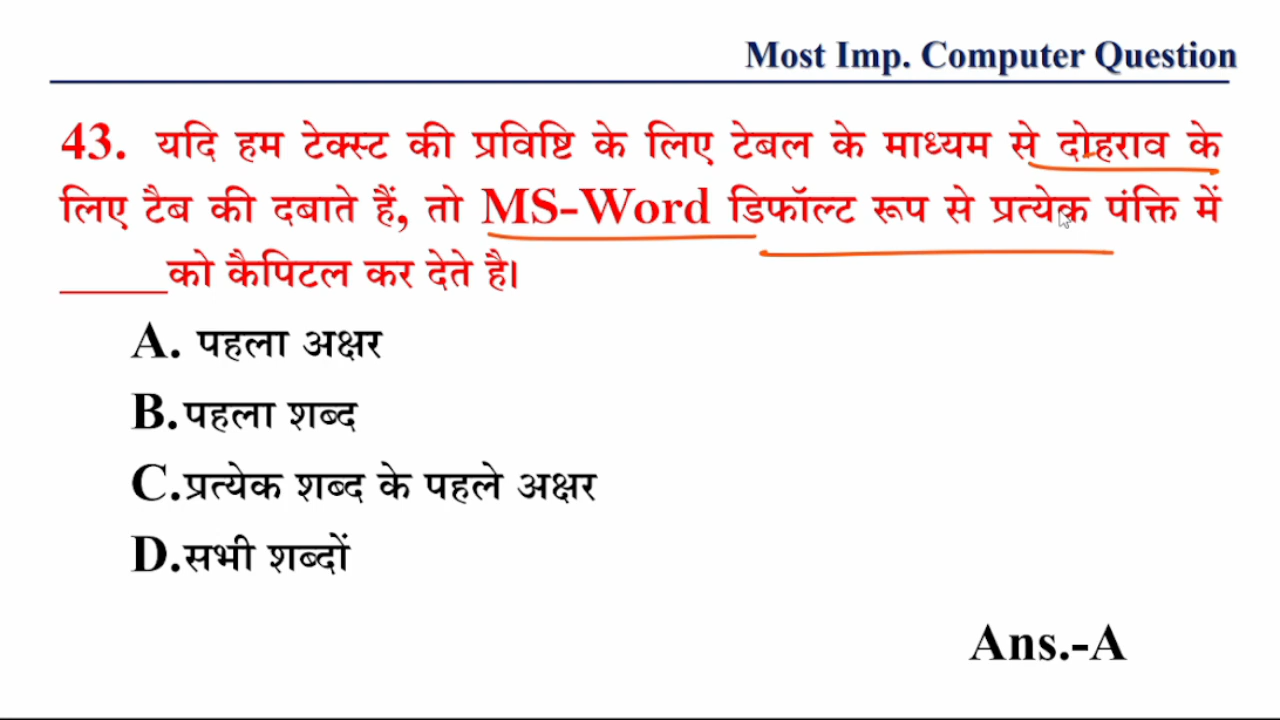 Most Imp. Computer Question
43. यदि हम टेक्स्ट की प्रविष्टि के लिए टेबल के माध्यम से दोहराव के
लिए टैब की दबाते हैं, तो MS-Word डिफॉल्ट रूप से प्रत्येक पंक्ति में
_____को कैपिटल कर देते है।
A. पहला अक्षर
B.पहला शब्द
C.प्रत्येक शब्द के पहले अक्षर
D.सभी शब्दों
Ans.-A